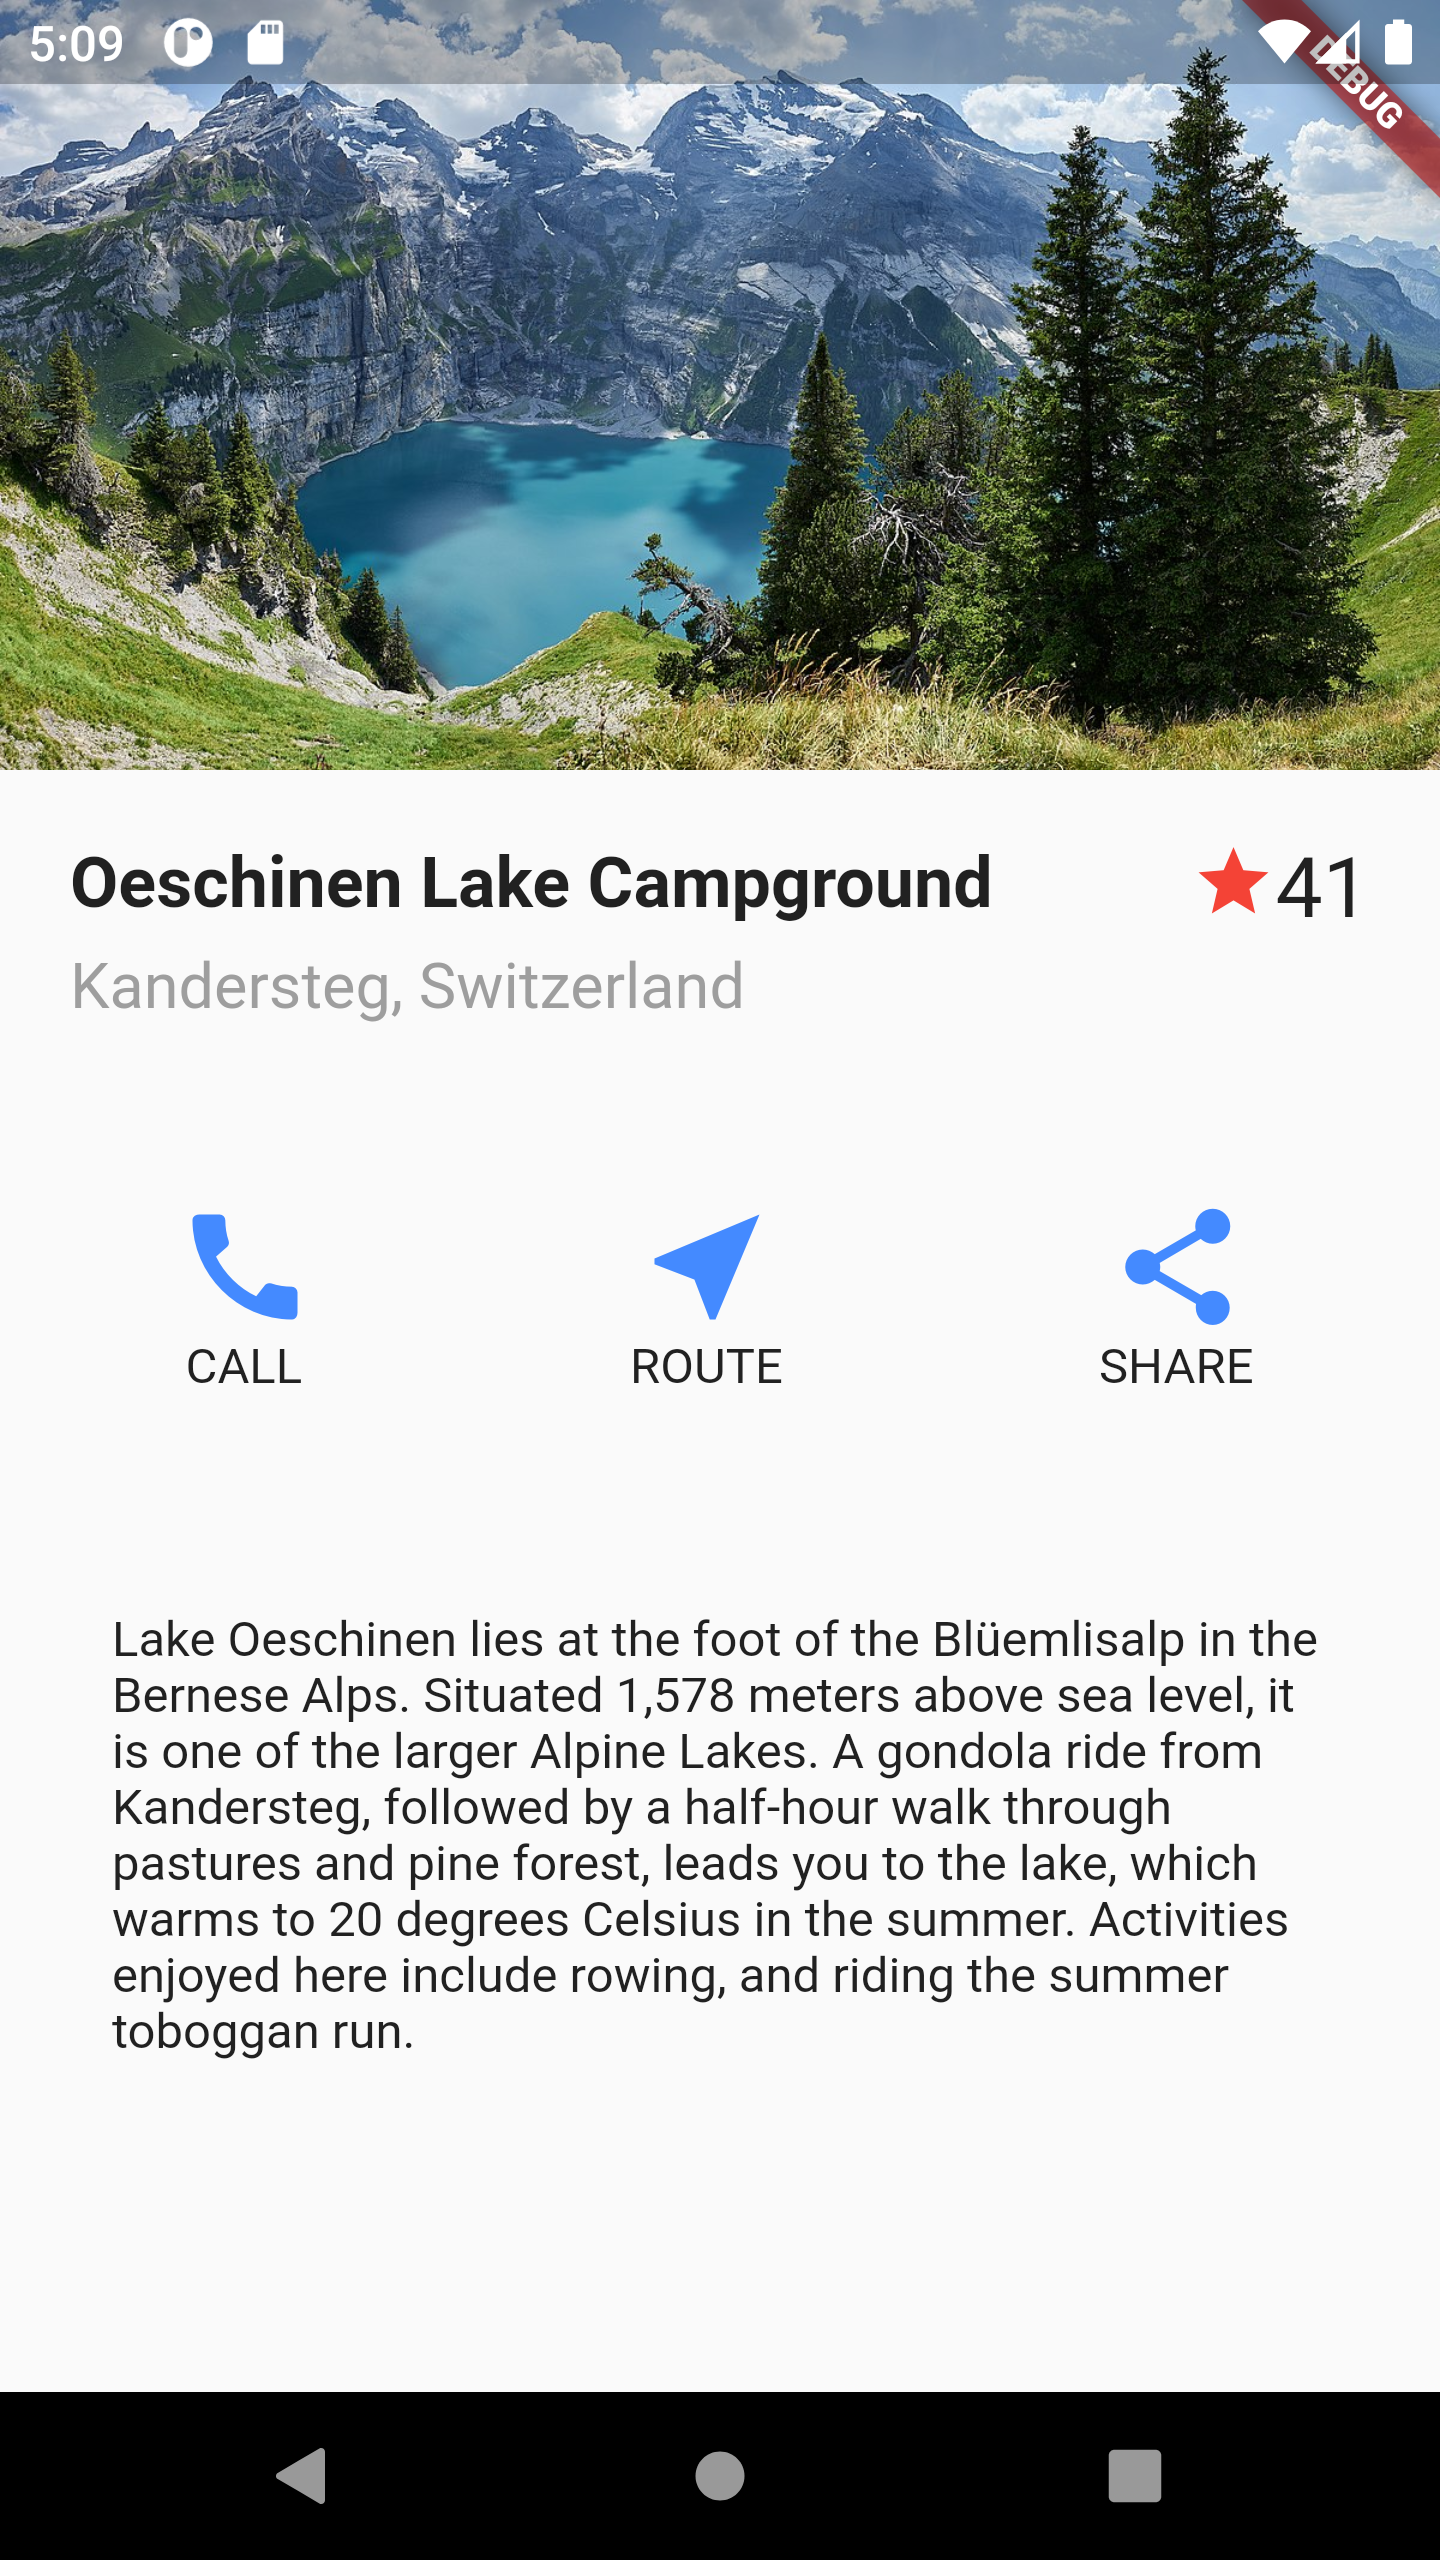 5:09
DEBUG
Oeschinen Lake Campground
41
Kandersteg, Switzerland
CALL
ROUTE
SHARE
Lake Oeschinen lies at the foot of the Blüemlisalp in the
Bernese Alps. Situated 1,578 meters above sea level, it
is one of the larger Alpine Lakes. A gondola ride from
Kandersteg, followed by a half-hour walk through
pastures and pine forest, leads you to the lake, which
warms to 20 degrees Celsius in the summer. Activities
enjoyed here include rowing, and riding the summer
toboggan run.